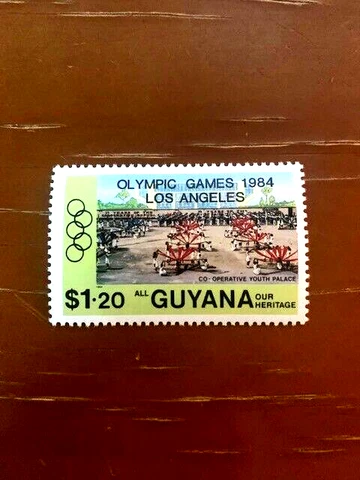 OLYMPIC GAMES 1984
LOS ANGELES
CO-OPERATIVE YOUTH PALACE
$1·20 ALL GUYANA OUR
HERITAGE